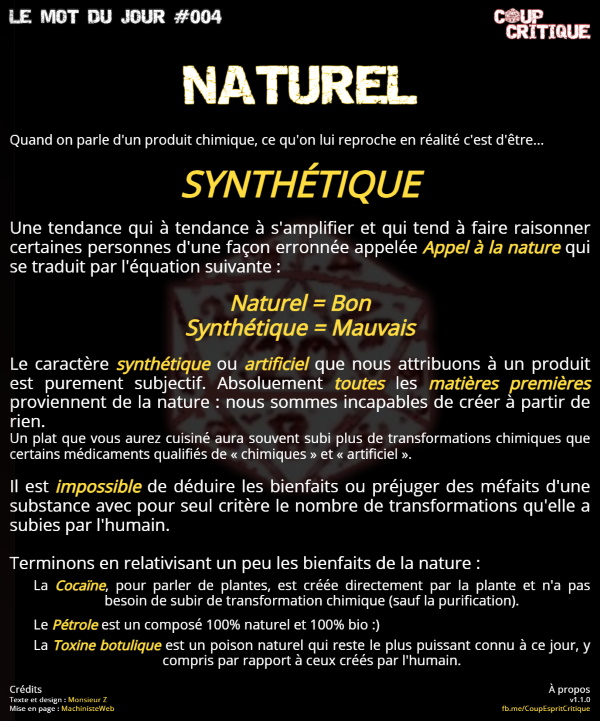 LE MOT DU JOUR #004
COUP
CRITIQUE
NATUREL
Quand on parle d'un produit chimique, ce qu'on lui reproche en réalité c'est d'être...
SYNTHÉTIQUE
Une tendance qui à tendance à s'amplifier et qui tend à faire raisonner
certaines personnes d'une façon erronnée appelée Appel à la nature qui
se traduit par l'équation suivante :
Naturel = Bon
Synthétique = Mauvais
Le caractère synthétique ou artificiel que nous attribuons à un produit
est purement subjectif. Absoluement toutes les matières premières
proviennent de la nature : nous sommes incapables de créer à partir de
rien.
Un plat que vous aurez cuisiné aura souvent subi plus de transformations chimiques que
certains médicaments qualifiés de « chimiques » et « artificiel ».
Il est impossible de déduire les bienfaits ou préjuger des méfaits d'une
substance avec pour seul critère le nombre de transformations qu'elle a
subies par l'humain.
Terminons en relativisant un peu les bienfaits de la nature :
La Cocaïne, pour parler de plantes, est créée directement par la plante et n'a pas
besoin de subir de transformation chimique (sauf la purification).
Le Pétrole est un composé 100% naturel et 100% bio :)
La Toxine botulique est un poison naturel qui reste le plus puissant connu à ce jour, y
compris par rapport à ceux créés par l'humain.
Crédits
Texte et design : Monsieur Z
Mise en page : MachinisteWeb
À propos
v1.1.0
fb.me/CoupEspritCritique